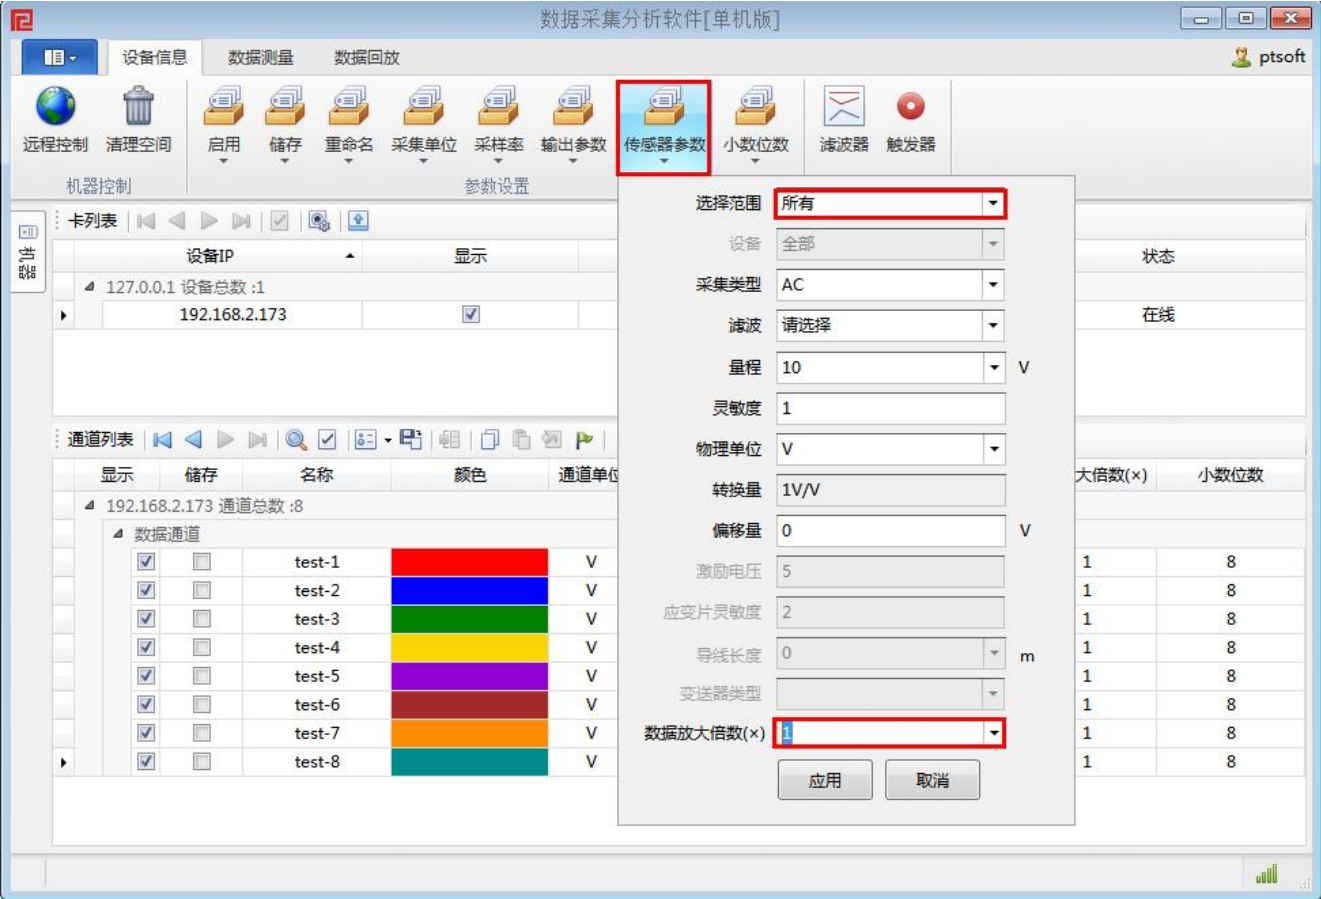 数据采集分析软件[单机版]
设备信息 数据测量 数据回放 ptsoft
远程控制 清理空间 启用 储存 重命名 采集单位 采样率 输出参数 传感器参数 小数位数 滤波器 触发器
机器控制 参数设置
机器
卡列表
设备IP 显示 状态
127.0.0.1 设备总数 :1
192.168.2.173 在线
选择范围 所有
设备 全部
采集类型 AC
滤波 请选择
量程 10 V
灵敏度 1
物理单位 V
转换量 1V/V
偏移量 0 V
激励电压 5
应变片灵敏度 2
导线长度 0 m
变送器类型
数据放大倍数(×) 1
应用 取消
通道列表
显示 储存 名称 颜色 通道单位 大倍数(×) 小数位数
192.168.2.173 通道总数 :8
数据通道
test-1 V 1 8
test-2 V 1 8
test-3 V 1 8
test-4 V 1 8
test-5 V 1 8
test-6 V 1 8
test-7 V 1 8
test-8 V 1 8